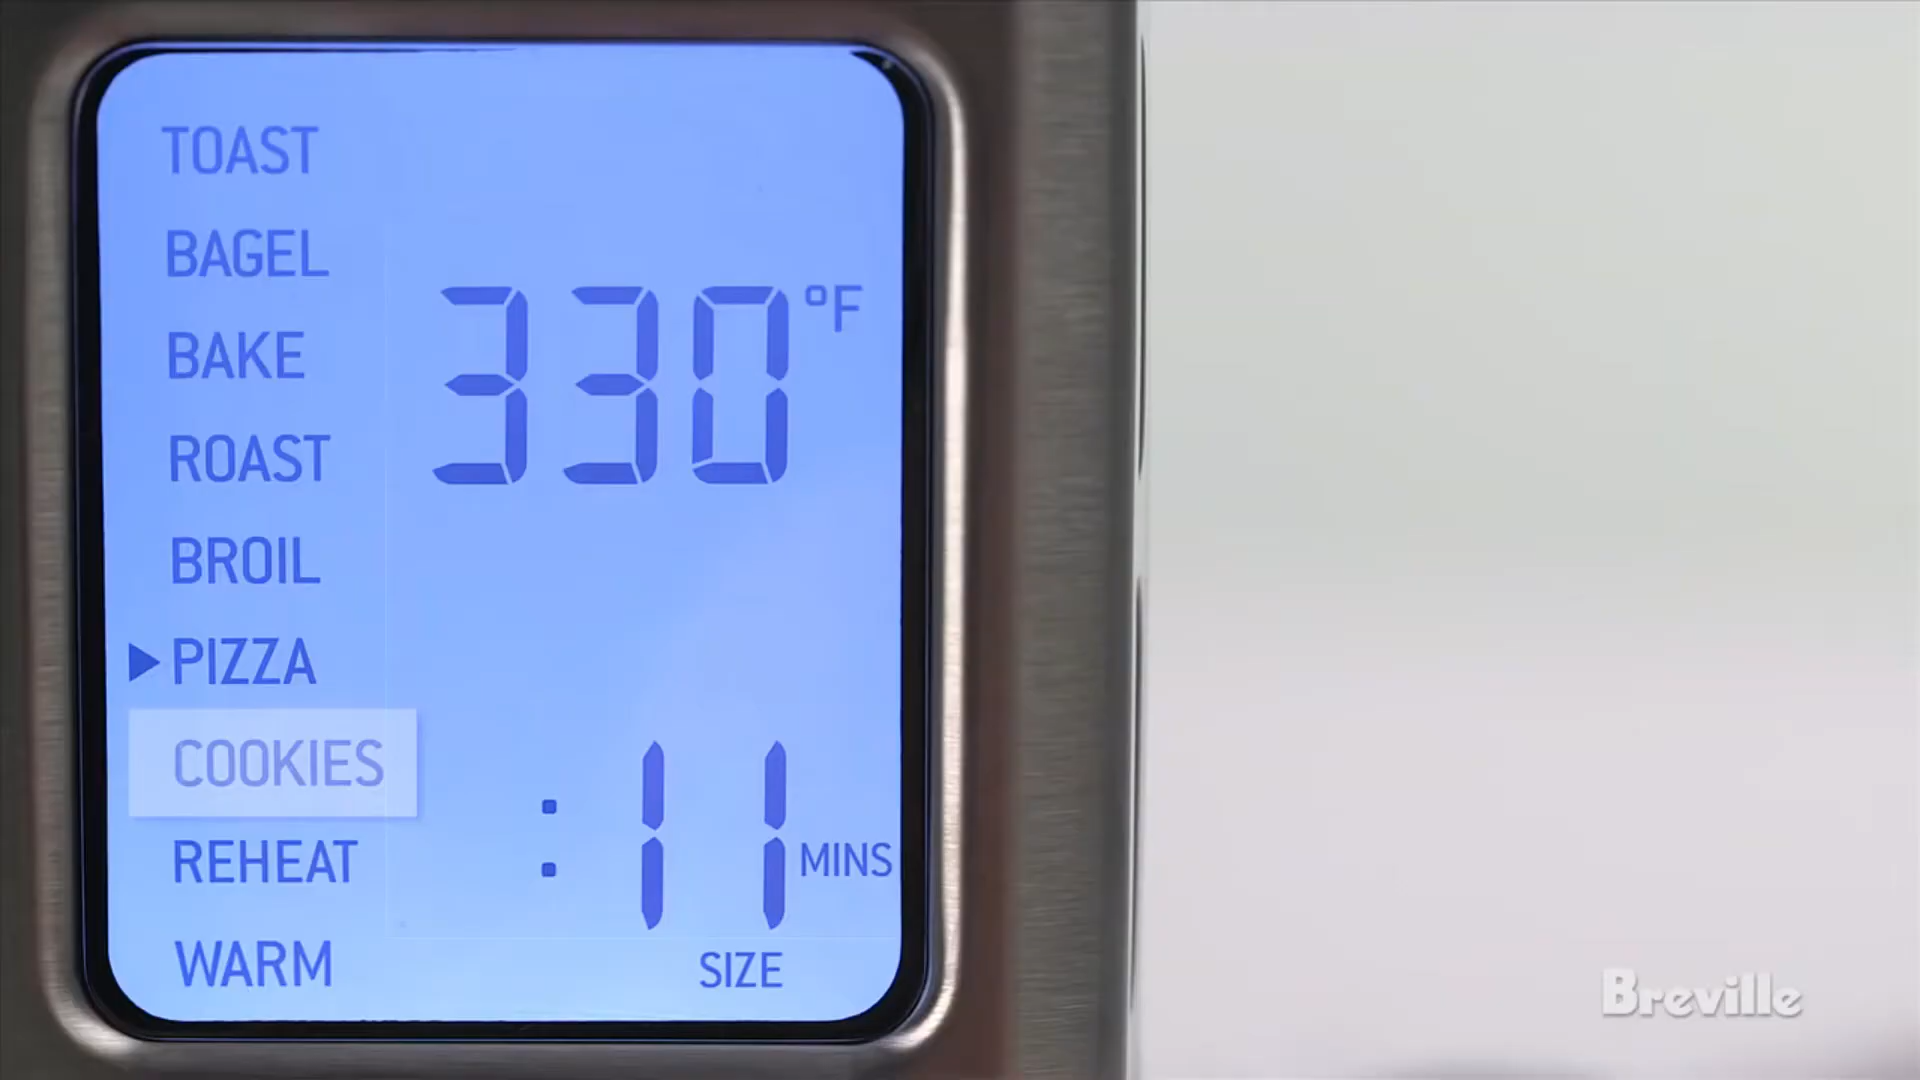 TOAST
BAGEL
BAKE
ROAST
BROIL
PIZZA
COOKIES
REHEAT
WARM
330°F
:11 MINS
SIZE
Breville